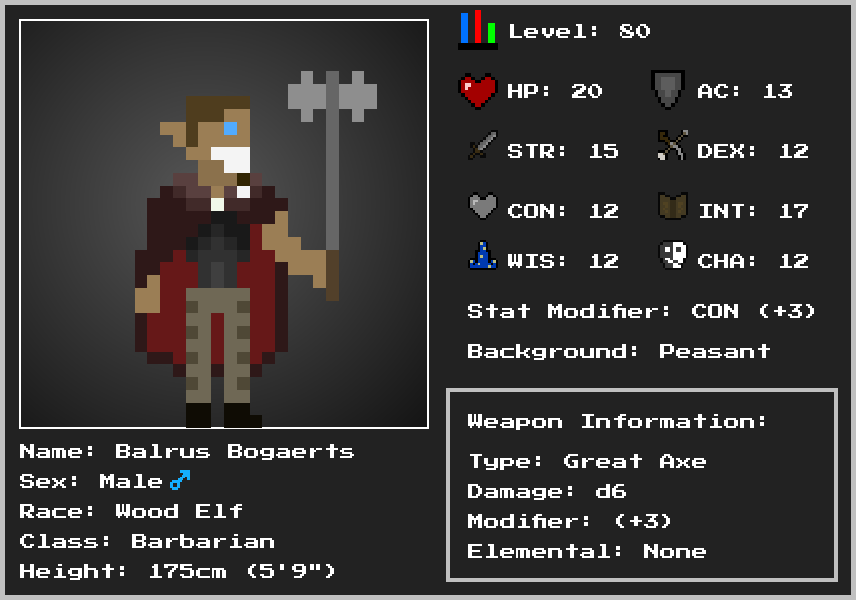 Level: 80
HP: 20 AC: 13
STR: 15 DEX: 12
CON: 12 INT: 17
WIS: 12 CHA: 12
Stat Modifier: CON (+3)
Background: Peasant
Weapon Information:
Type: Great Axe
Damage: d6
Modifier: (+3)
Elemental: None
Name: Balrus Bogaerts
Sex: Male♂
Race: Wood Elf
Class: Barbarian
Height: 175cm (5'9")